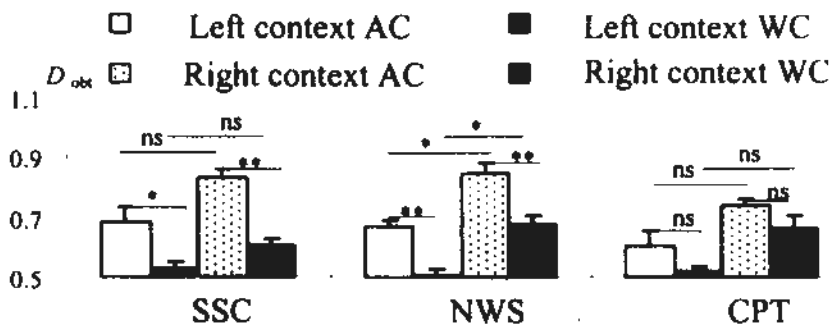 Left context AC Left context WC
D obt Right context AC Right context WC
1.1
ns ns * * ns
0.9 ** * ** ns ns
0.7 * ** ns
0.5
SSC NWS CPT